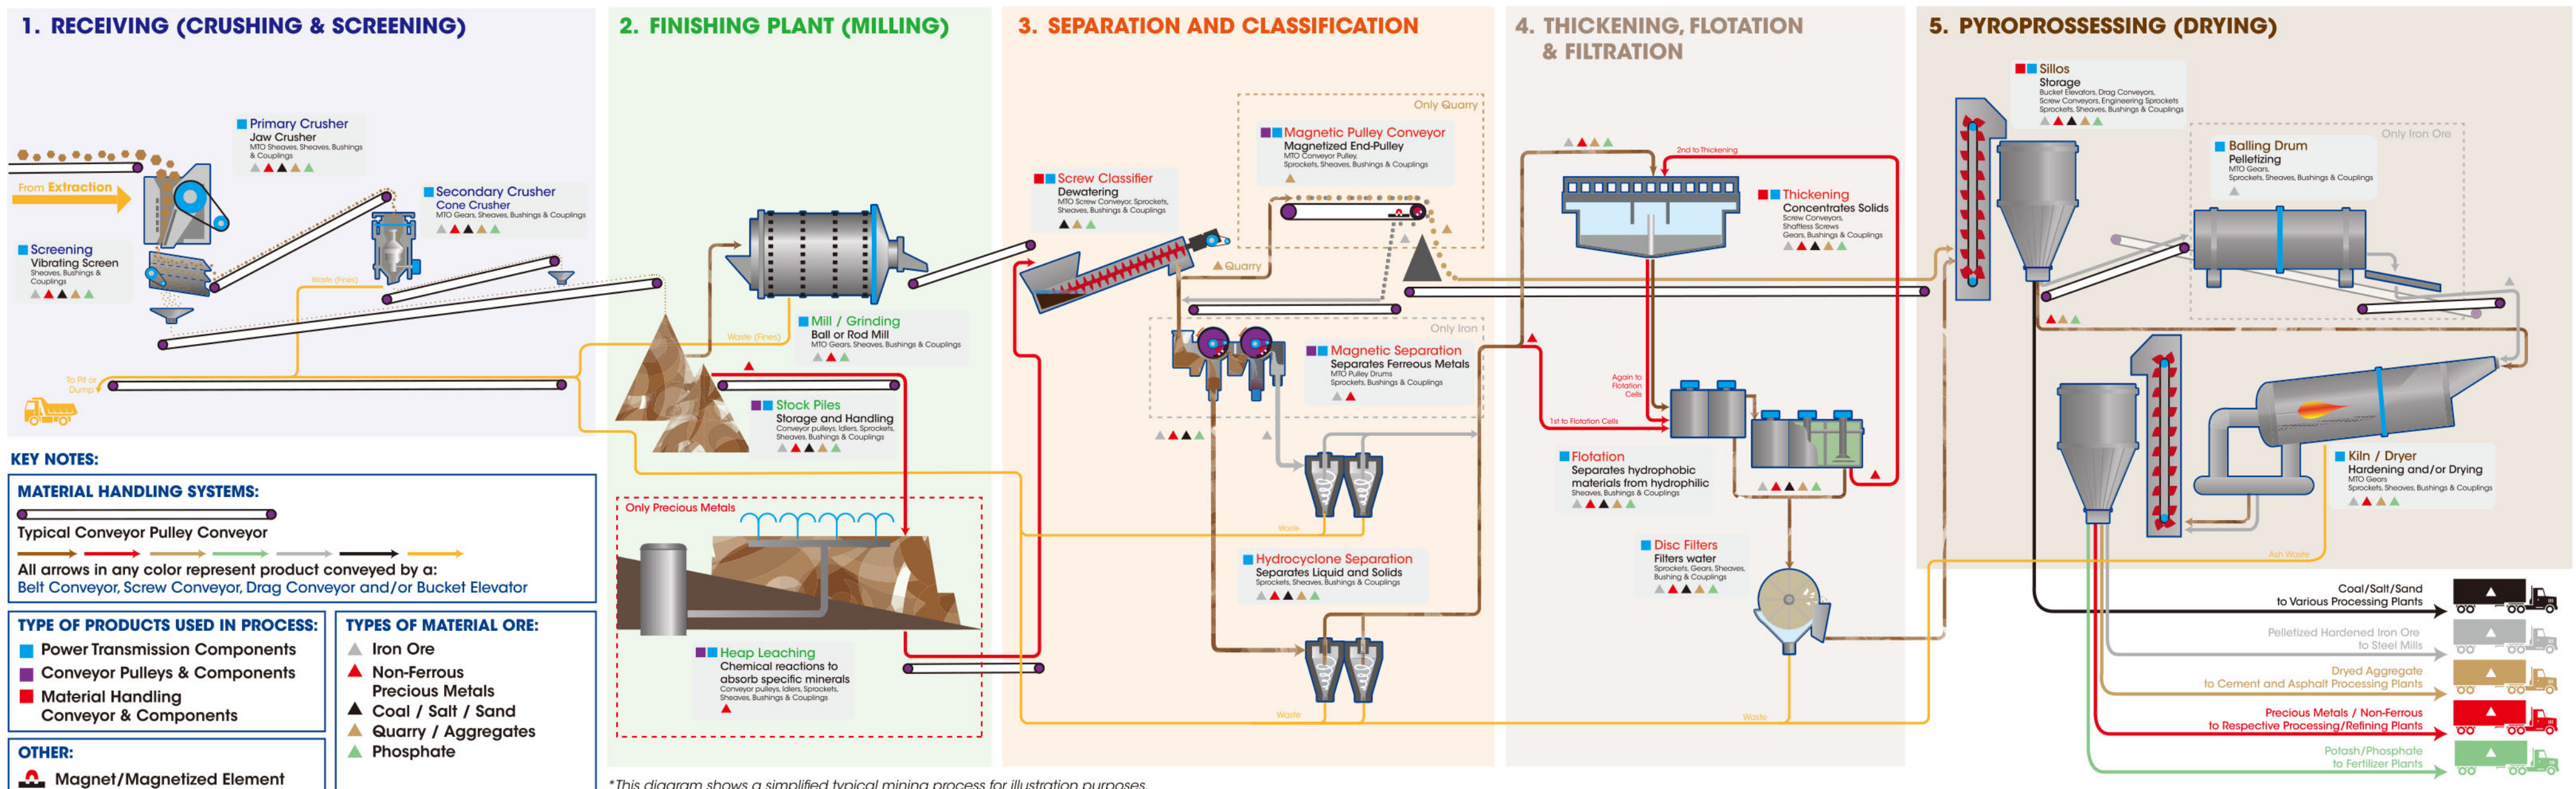 1. RECEIVING (CRUSHING & SCREENING)
Primary Crusher
Jaw Crusher
MTO Sheaves, Sheaves, Bushings
& Couplings
From Extraction
Secondary Crusher
Cone Crusher
MTO Gears, Sheaves, Bushings & Couplings
Screening
Vibrating Screen
Sheaves, Bushings &
Couplings
Waste (Fines)
To Pit or
Dump
2. FINISHING PLANT (MILLING)
Mill / Grinding
Ball or Rod Mill
MTO Gears, Sheaves, Bushings & Couplings
Waste (Fines)
Stock Piles
Storage and Handling
Conveyor pulleys, Idlers, Sprockets,
Sheaves, Bushings & Couplings
Only Precious Metals
Heap Leaching
Chemical reactions to
absorb specific minerals
Conveyor pulleys, Idlers, Sprockets,
Sheaves, Bushings & Couplings
3. SEPARATION AND CLASSIFICATION
Only Quarry
Magnetic Pulley Conveyor
Magnetized End-Pulley
MTO Conveyor Pulley,
Sprockets, Sheaves, Bushings & Couplings
Screw Classifier
Dewatering
MTO Screw Conveyor, Sprockets,
Sheaves, Bushings & Couplings
Quarry
Only Iron
Magnetic Separation
Separates Ferreous Metals
MTO Pulley Drums
Sprockets, Bushings & Couplings
Waste
Hydrocyclone Separation
Separates Liquid and Solids
Sprockets, Sheaves, Bushings & Couplings
Waste
4. THICKENING, FLOTATION
& FILTRATION
2nd to Thickening
Thickening
Concentrates Solids
Screw Conveyors,
Shaftless Screws
Gears, Bushings & Couplings
Again to
Flotation
Cells
1st to Flotation Cells
Flotation
Separates hydrophobic
materials from hydrophilic
Sheaves, Bushings & Couplings
Disc Filters
Filters water
Sprockets, Gears, Sheaves,
Bushing & Couplings
Waste
5. PYROPROSSESSING (DRYING)
Sillos
Storage
Bucket Elevators, Drag Conveyors,
Screw Conveyors, Engineering Sprockets
Sprockets, Sheaves, Bushings & Couplings
Only Iron Ore
Balling Drum
Pelletizing
MTO Gears,
Sprockets, Sheaves, Bushings & Couplings
Kiln / Dryer
Hardening and/or Drying
MTO Gears
Sprockets, Sheaves, Bushings & Couplings
Ash Waste
Coal/Salt/Sand
to Various Processing Plants
Pelletized Hardened Iron Ore
to Steel Mills
Dryed Aggregate
to Cement and Asphalt Processing Plants
Precious Metals / Non-Ferrous
to Respective Processing/Refining Plants
Potash/Phosphate
to Fertilizer Plants
KEY NOTES:
MATERIAL HANDLING SYSTEMS:
Typical Conveyor Pulley Conveyor
All arrows in any color represent product conveyed by a:
Belt Conveyor, Screw Conveyor, Drag Conveyor and/or Bucket Elevator
TYPE OF PRODUCTS USED IN PROCESS:
Power Transmission Components
Conveyor Pulleys & Components
Material Handling
Conveyor & Components
OTHER:
Magnet/Magnetized Element
TYPES OF MATERIAL ORE:
Iron Ore
Non-Ferrous
Precious Metals
Coal / Salt / Sand
Quarry / Aggregates
Phosphate
*This diagram shows a simplified typical mining process for illustration purposes.